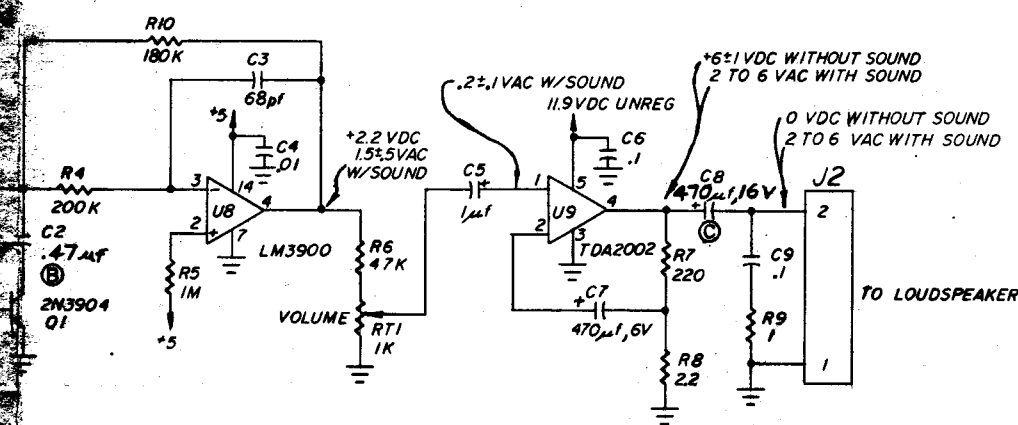 R10
180K
C3
68pf
+5
C4
.01
+2.2 VDC
1.5±.5VAC
W/SOUND
.2±.1VAC W/SOUND
11.9VDC UNREG
+6±1 VDC WITHOUT SOUND
2 TO 6 VAC WITH SOUND
0 VDC WITHOUT SOUND
2 TO 6 VAC WITH SOUND
C6
.1
R4
200K
3
-
14
U8
4
2
+
7
LM3900
C5
+
1µf
1
5
U9
4
2
3
TDA2002
C8
470µf,16V
+
C
J2
2
C2
.47µf
B
2N3904
Q1
R5
1M
+5
R6
47K
VOLUME
RT1
1K
+
C7
470µf,6V
R7
220
R8
2.2
C9
.1
R9
1
1
TO LOUDSPEAKER